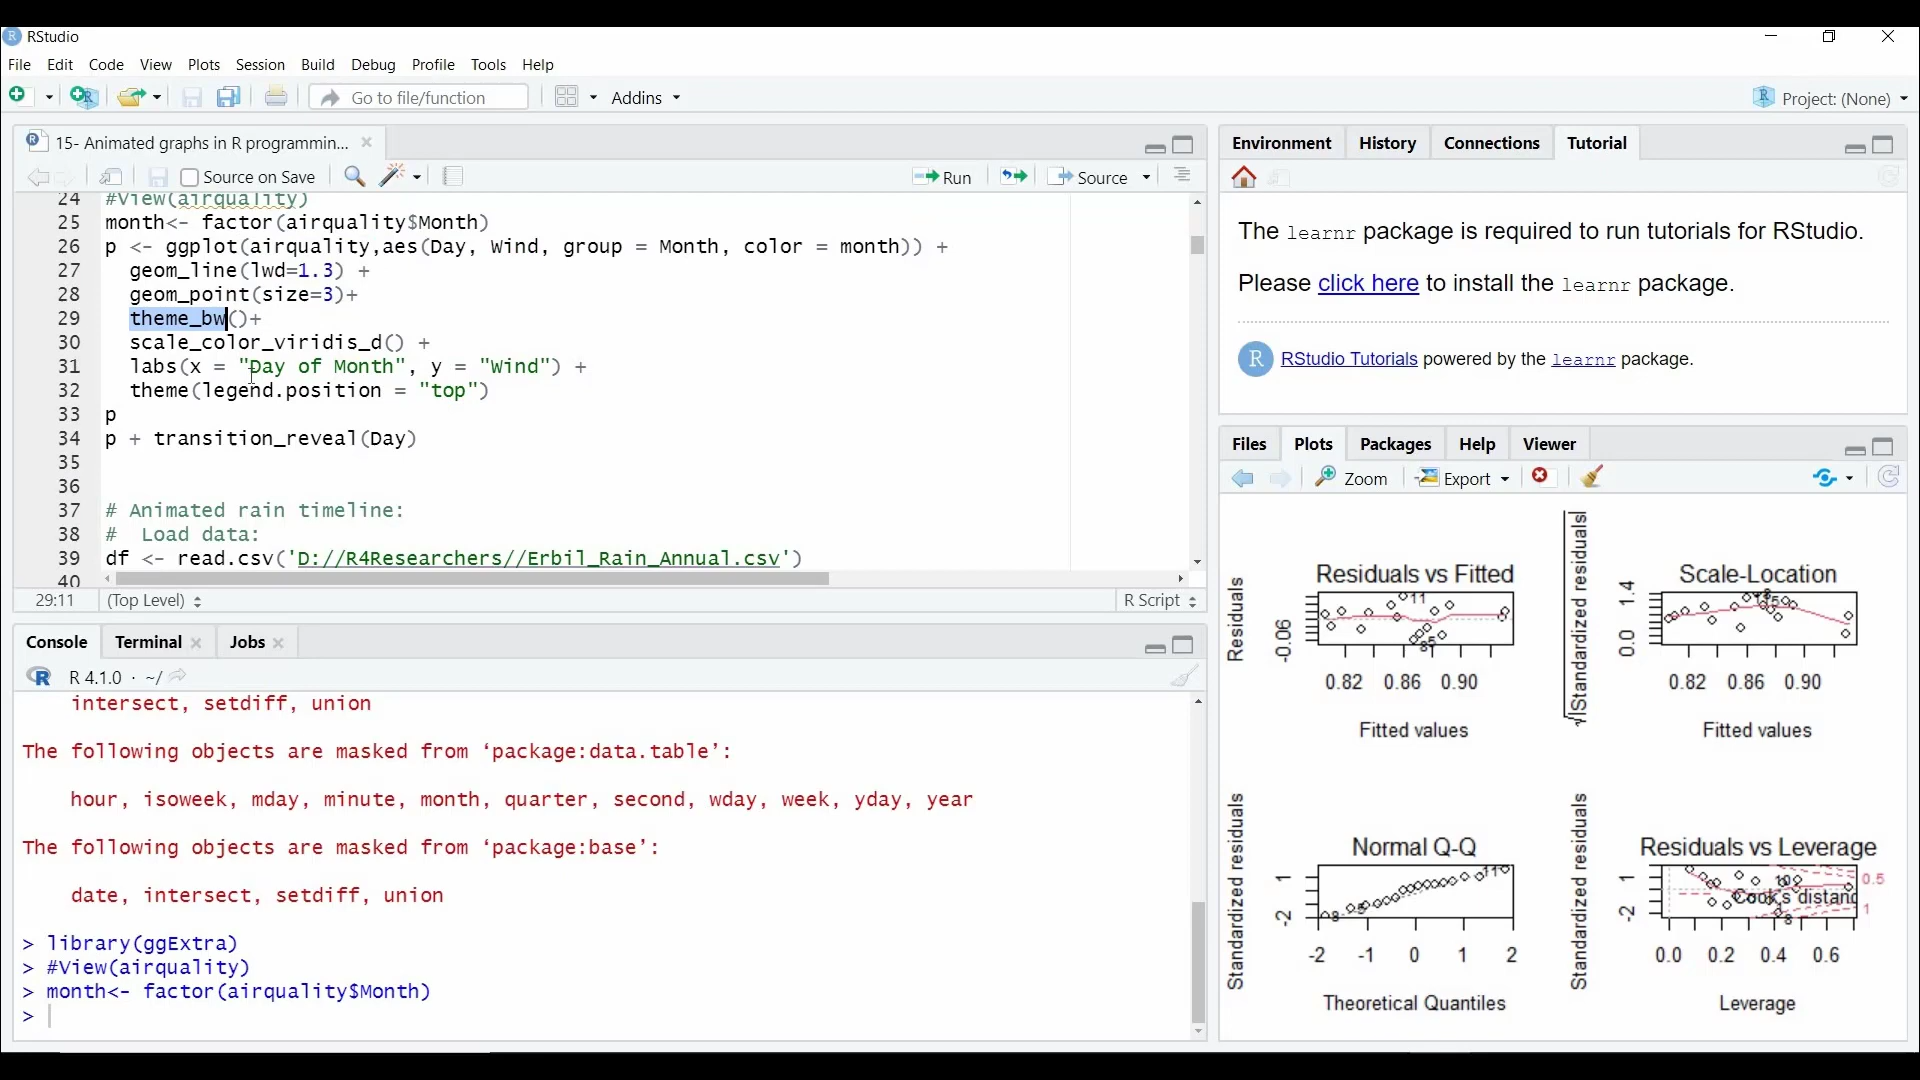 RStudio
File Edit Code View Plots Session Build Debug Profile Tools Help
Go to file/function Addins Project: (None)
15- Animated graphs in R programmin...
Source on Save Run Source
24 #View(airquality)
25 month<- factor(airquality$Month)
26 p <- ggplot(airquality,aes(Day, Wind, group = Month, color = month)) +
27 geom_line(lwd=1.3) +
28 geom_point(size=3)+
29 theme_bw()+
30 scale_color_viridis_d() +
31 labs(x = "Day of Month", y = "Wind") +
32 theme(legend.position = "top")
33 p
34 p + transition_reveal(Day)
35
36
37 # Animated rain timeline:
38 #  Load data:
39 df <- read.csv('D://R4Researchers//Erbil_Rain_Annual.csv')
40
29:11 (Top Level) R Script
Console Terminal Jobs
R 4.1.0 · ~/
intersect, setdiff, union
The following objects are masked from ‘package:data.table’:
hour, isoweek, mday, minute, month, quarter, second, wday, week, yday, year
The following objects are masked from ‘package:base’:
date, intersect, setdiff, union
> library(ggExtra)
> #View(airquality)
> month<- factor(airquality$Month)
>
Environment History Connections Tutorial
The learnr package is required to run tutorials for RStudio.
Please click here to install the learnr package.
R RStudio Tutorials powered by the learnr package.
Files Plots Packages Help Viewer
Zoom Export
Residuals vs Fitted
Residuals
-0.06
11
85
0.82 0.86 0.90
Fitted values
Scale-Location
√|Standardized residuals|
0.0 1.4
0.82 0.86 0.90
Fitted values
Normal Q-Q
Standardized residuals
-2 1
8 5 11
-2 -1 0 1 2
Theoretical Quantiles
Residuals vs Leverage
Standardized residuals
-2 1
10
Cook's distanc
8
0.5
1
0.0 0.2 0.4 0.6
Leverage